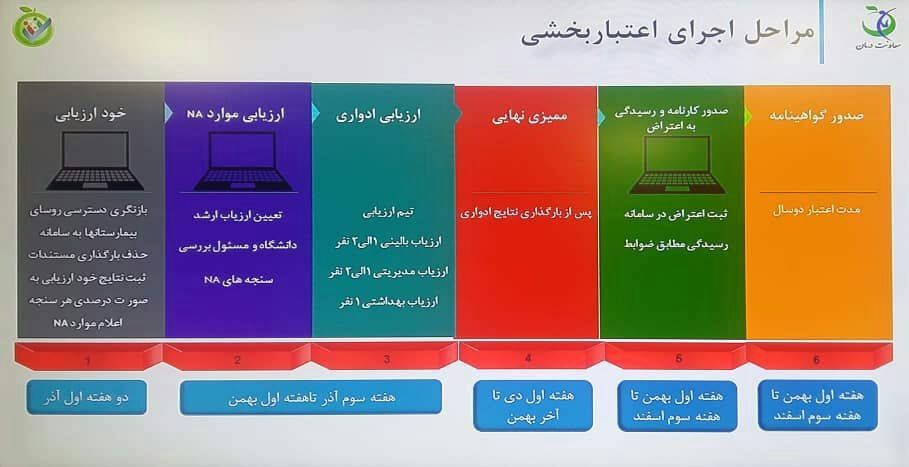 مراحل اجرای اعتباربخشی
معاونت درمان
خود ارزیابی
بازنگری دسترسی روسای
بیمارستانها به سامانه
حذف بارگذاری مستندات
ثبت نتایج خود ارزیابی به
صورت درصدی هر سنجه
اعلام موارد NA
ارزیابی موارد NA
تعیین ارزیاب ارشد
دانشگاه و مسئول بررسی
سنجه های NA
ارزیابی ادواری
تیم ارزیابی
ارزیاب بالینی ۱الی۲ نفر
ارزیاب مدیریتی ۱الی۲ نفر
ارزیاب بهداشتی ۱ نفر
ممیزی نهایی
پس از بارگذاری نتایج ادواری
صدور کارنامه و رسیدگی
به اعتراض
ثبت اعتراض در سامانه
رسیدگی مطابق ضوابط
صدور گواهینامه
مدت اعتبار دوسال
1
2
3
4
5
6
دو هفته اول آذر
هفته سوم آذر تاهفته اول بهمن
هفته اول دی تا
آخر بهمن
هفته اول بهمن تا
هفته سوم اسفند
هفته اول بهمن تا
هفته سوم اسفند